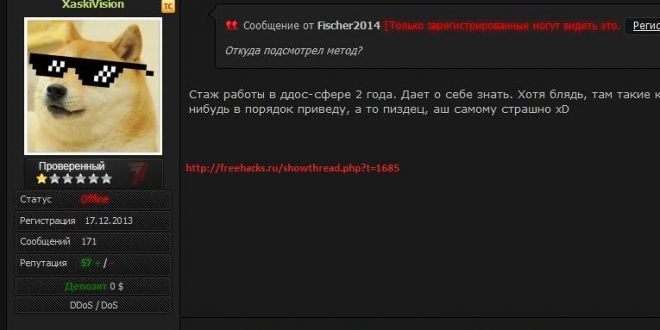 XaskiVision
TC
Сообщение от Fischer2014 [Только зарегистрированные могут видеть это.
Откуда подсмотрел метод?
Стаж работы в ддос-сфере 2 года. Дает о себе знать. Хотя блядь, там такие
нибудь в порядок приведу, а то пиздец, аш самому страшно xD
http://freehacks.ru/showthread.php?t=1685
Проверенный
Статус Offline
Регистрация 17.12.2013
Сообщений 171
Репутация 57 ÷ / -
Депозит 0 $
DDoS / DoS